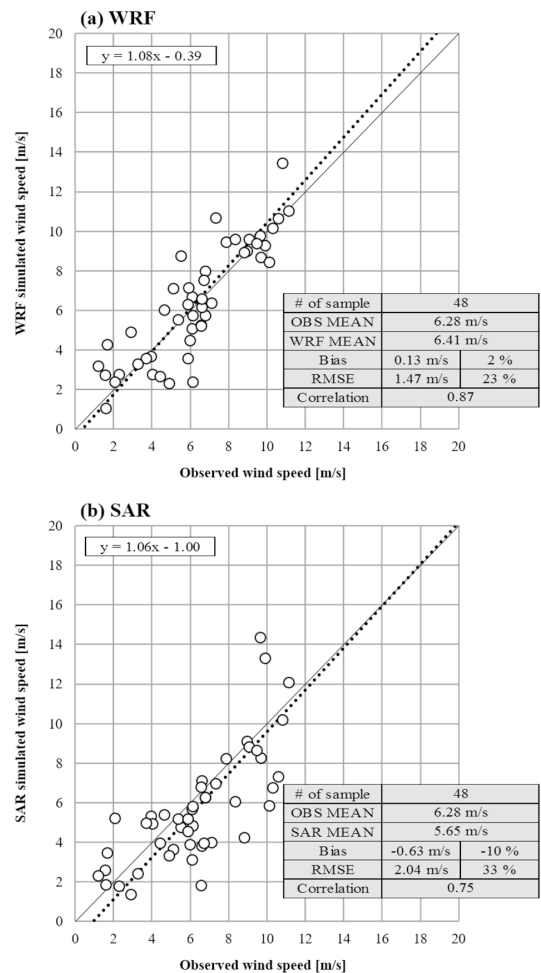 (a) WRF
20
18
16
14
12
10
8
6
4
2
0
WRF simulated wind speed [m/s]
y = 1.08x - 0.39
# of sample 48
OBS MEAN 6.28 m/s
WRF MEAN 6.41 m/s
Bias 0.13 m/s 2 %
RMSE 1.47 m/s 23 %
Correlation 0.87
0 2 4 6 8 10 12 14 16 18 20
Observed wind speed [m/s]
(b) SAR
20
18
16
14
12
10
8
6
4
2
0
SAR simulated wind speed [m/s]
y = 1.06x - 1.00
# of sample 48
OBS MEAN 6.28 m/s
SAR MEAN 5.65 m/s
Bias -0.63 m/s -10 %
RMSE 2.04 m/s 33 %
Correlation 0.75
0 2 4 6 8 10 12 14 16 18 20
Observed wind speed [m/s]